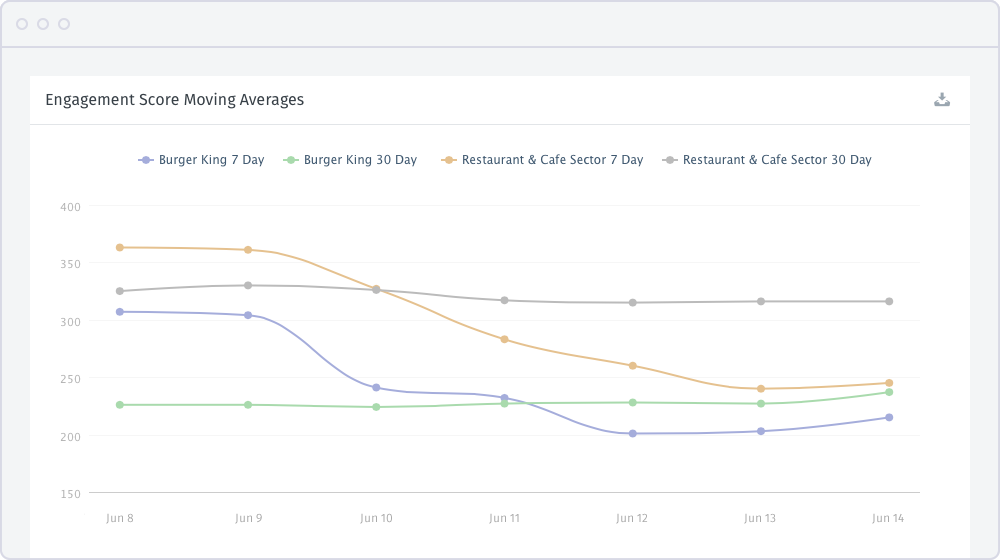 Engagement Score Moving Averages
Burger King 7 Day Burger King 30 Day Restaurant & Cafe Sector 7 Day Restaurant & Cafe Sector 30 Day
400
350
300
250
200
150
Jun 8 Jun 9 Jun 10 Jun 11 Jun 12 Jun 13 Jun 14